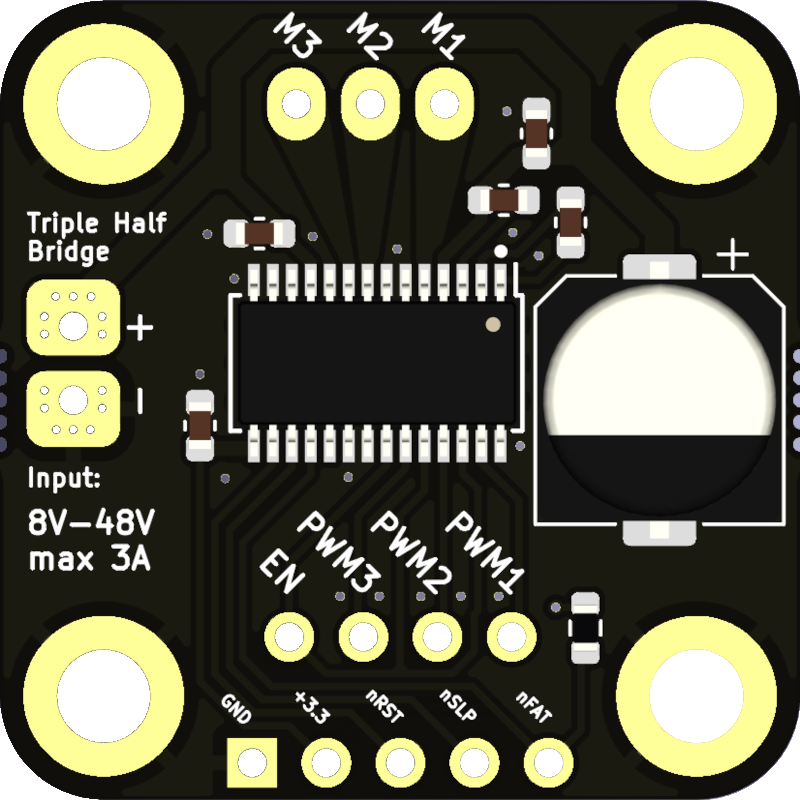 M3 M2 M1
Triple Half
Bridge
+
+
-
Input:
8V-48V
max 3A
EN PWM3 PWM2 PWM1
GND +3.3 nRST nSLP nFAT